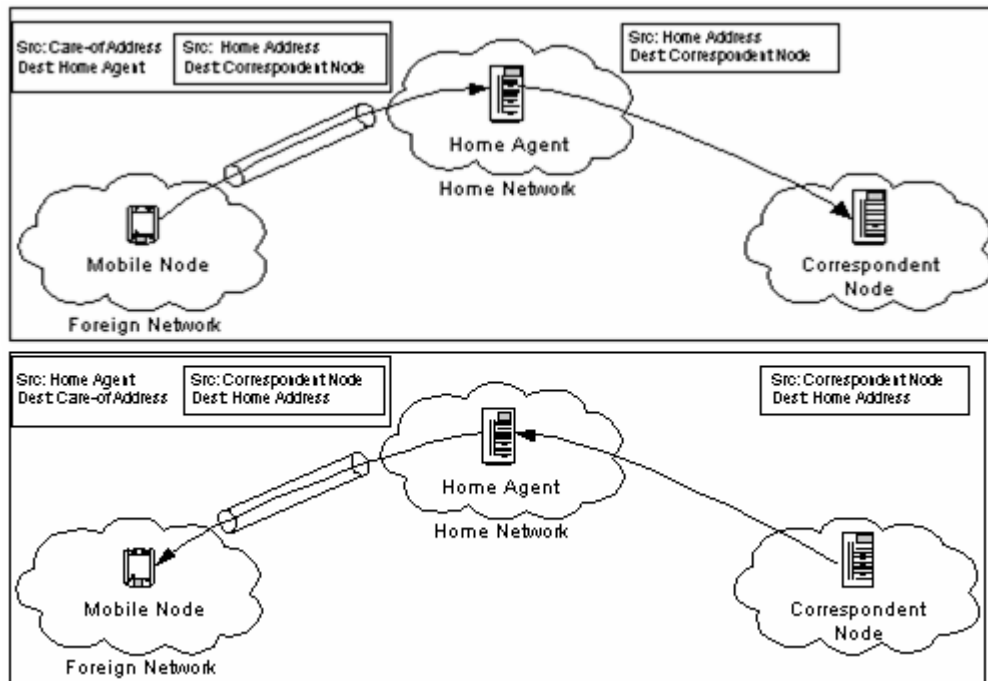 Src: Care-of Address
Dest: Home Agent
Src: Home Address
Dest: Correspondent Node
Src: Home Address
Dest: Correspondent Node
Home Agent
Home Network
Mobile Node
Foreign Network
Correspondent
Node
Src: Home Agent
Dest: Care-of Address
Src: Correspondent Node
Dest: Home Address
Src: Correspondent Node
Dest: Home Address
Home Agent
Home Network
Mobile Node
Foreign Network
Correspondent
Node